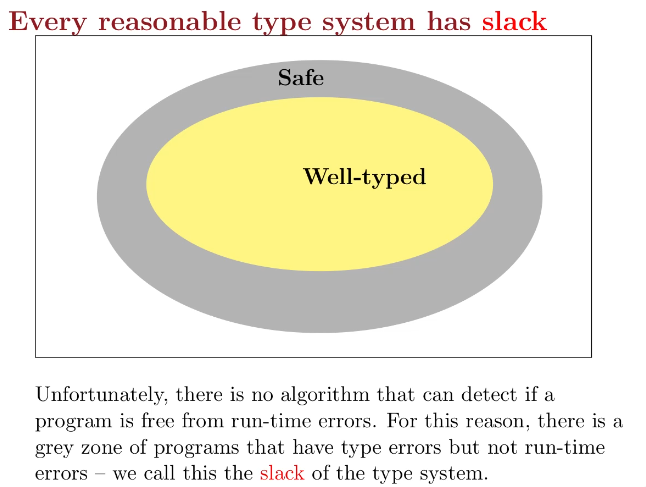 Every reasonable type system has slack
Safe
Well-typed
Unfortunately, there is no algorithm that can detect if a
program is free from run-time errors. For this reason, there is a
grey zone of programs that have type errors but not run-time
errors – we call this the slack of the type system.